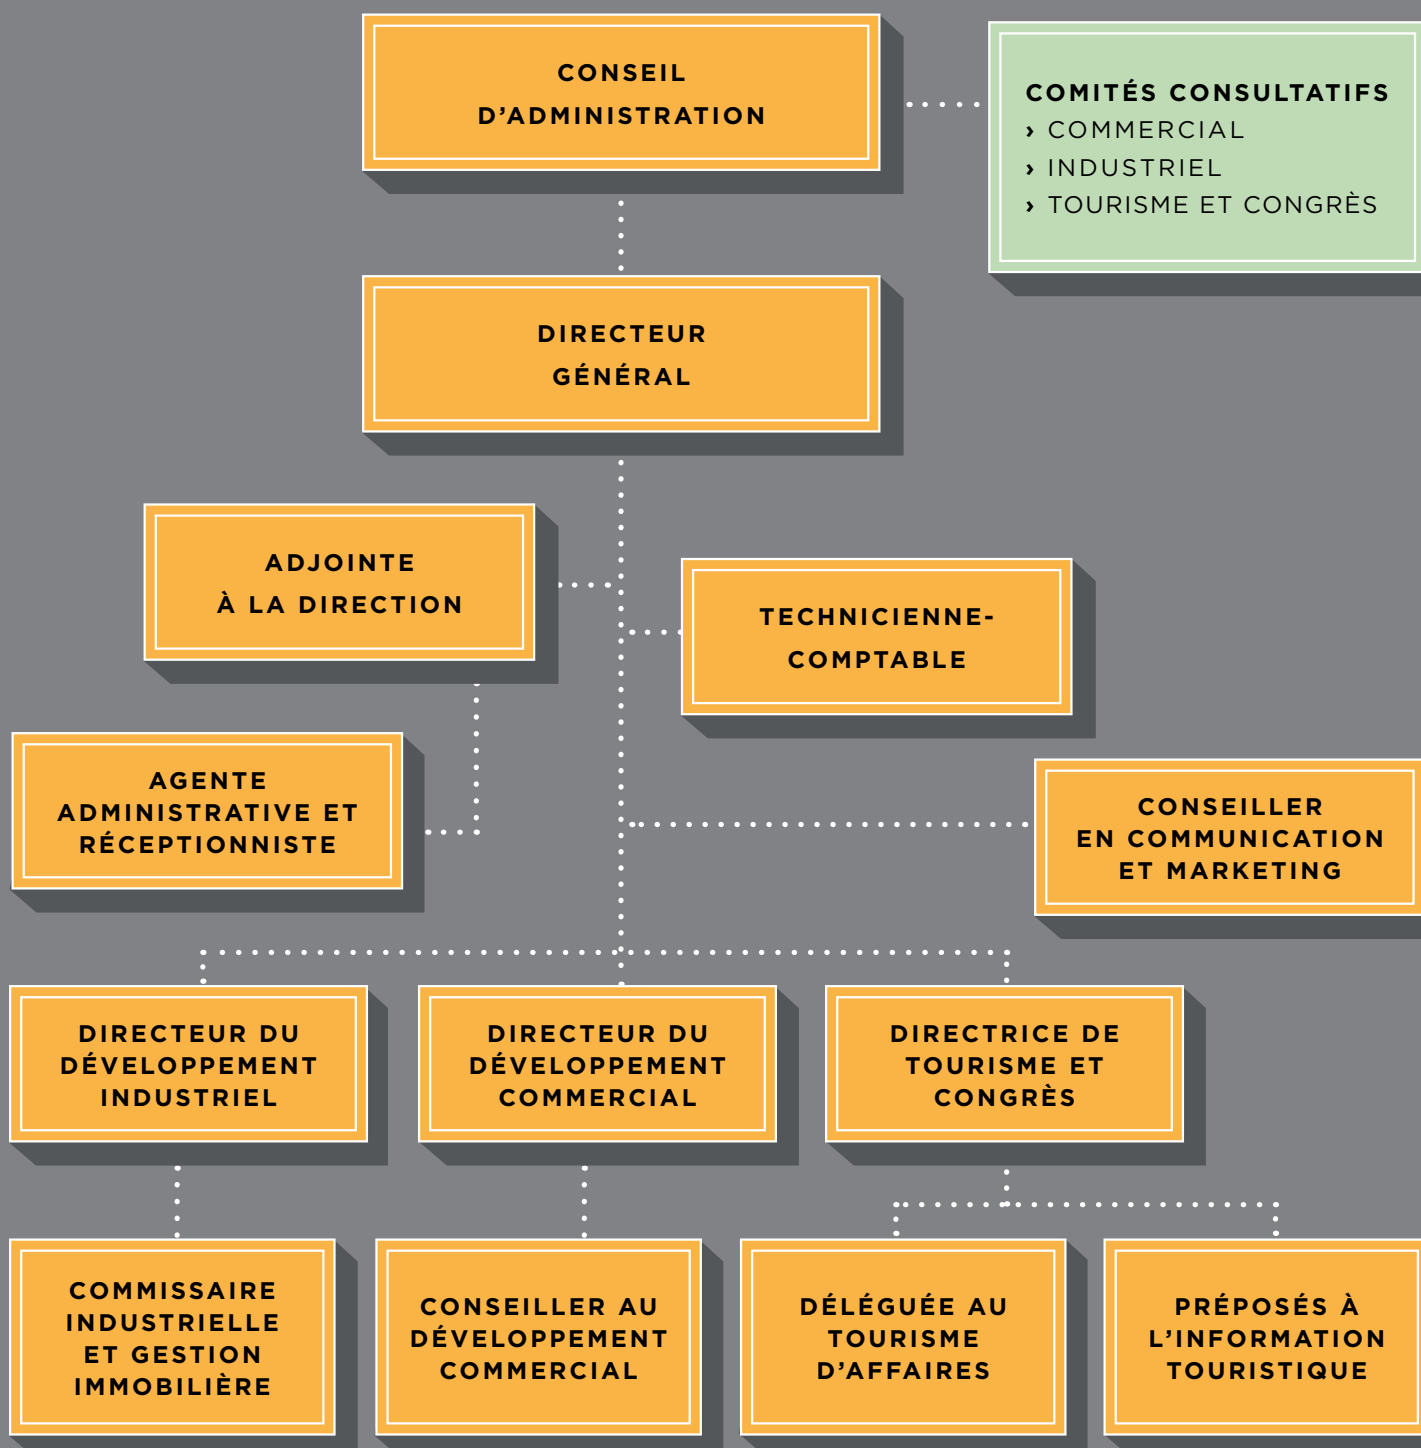 CONSEIL
D’ADMINISTRATION
COMITÉS CONSULTATIFS
› COMMERCIAL
› INDUSTRIEL
› TOURISME ET CONGRÈS
DIRECTEUR
GÉNÉRAL
ADJOINTE
À LA DIRECTION
TECHNICIENNE-
COMPTABLE
AGENTE
ADMINISTRATIVE ET
RÉCEPTIONNISTE
CONSEILLER
EN COMMUNICATION
ET MARKETING
DIRECTEUR DU
DÉVELOPPEMENT
INDUSTRIEL
DIRECTEUR DU
DÉVELOPPEMENT
COMMERCIAL
DIRECTRICE DE
TOURISME ET
CONGRÈS
COMMISSAIRE
INDUSTRIELLE
ET GESTION
IMMOBILIÈRE
CONSEILLER AU
DÉVELOPPEMENT
COMMERCIAL
DÉLÉGUÉE AU
TOURISME
D’AFFAIRES
PRÉPOSÉS À
L’INFORMATION
TOURISTIQUE